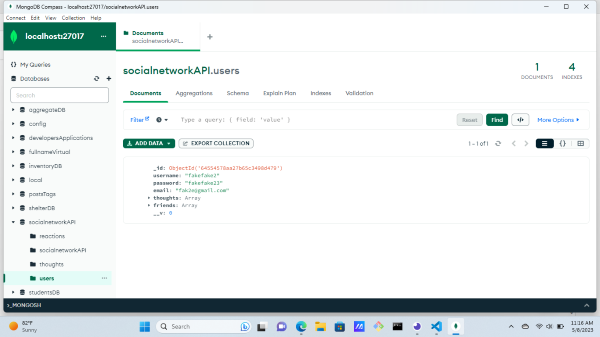 MongoDB Compass - localhost:27017/socialnetworkAPI.users
Connect Edit View Collection Help
localhost:27017
Documents
socialnetworkAPI....
My Queries
Databases
Search
aggregateDB
config
developersApplications
fullnameVirtual
inventoryDB
local
postsTags
shelterDB
socialnetworkAPI
reactions
socialnetworkAPI
thoughts
users
studentsDB
socialnetworkAPI.users
1
DOCUMENTS
4
INDEXES
Documents Aggregations Schema Explain Plan Indexes Validation
Filter Type a query: { field: 'value' } Reset Find More Options
ADD DATA EXPORT COLLECTION 1 – 1 of 1
username: "fakefake2"
password: "fakefake23"
email: "fak2e@gmail.com"
thoughts: Array
friends: Array
__v: 0
>_MONGOSH
82°F
Sunny
Search
11:16 AM
5/8/2023